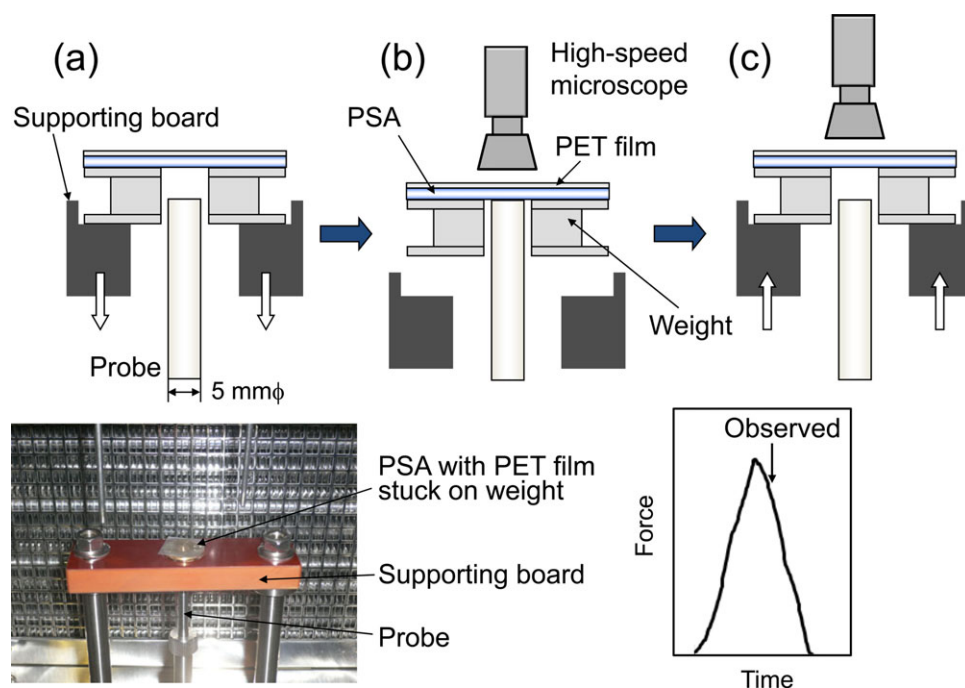 (a)
(b)
(c)
High-speed
microscope
Supporting board
PSA
PET film
Weight
Probe
5 mmϕ
PSA with PET film
stuck on weight
Supporting board
Probe
Observed
Force
Time